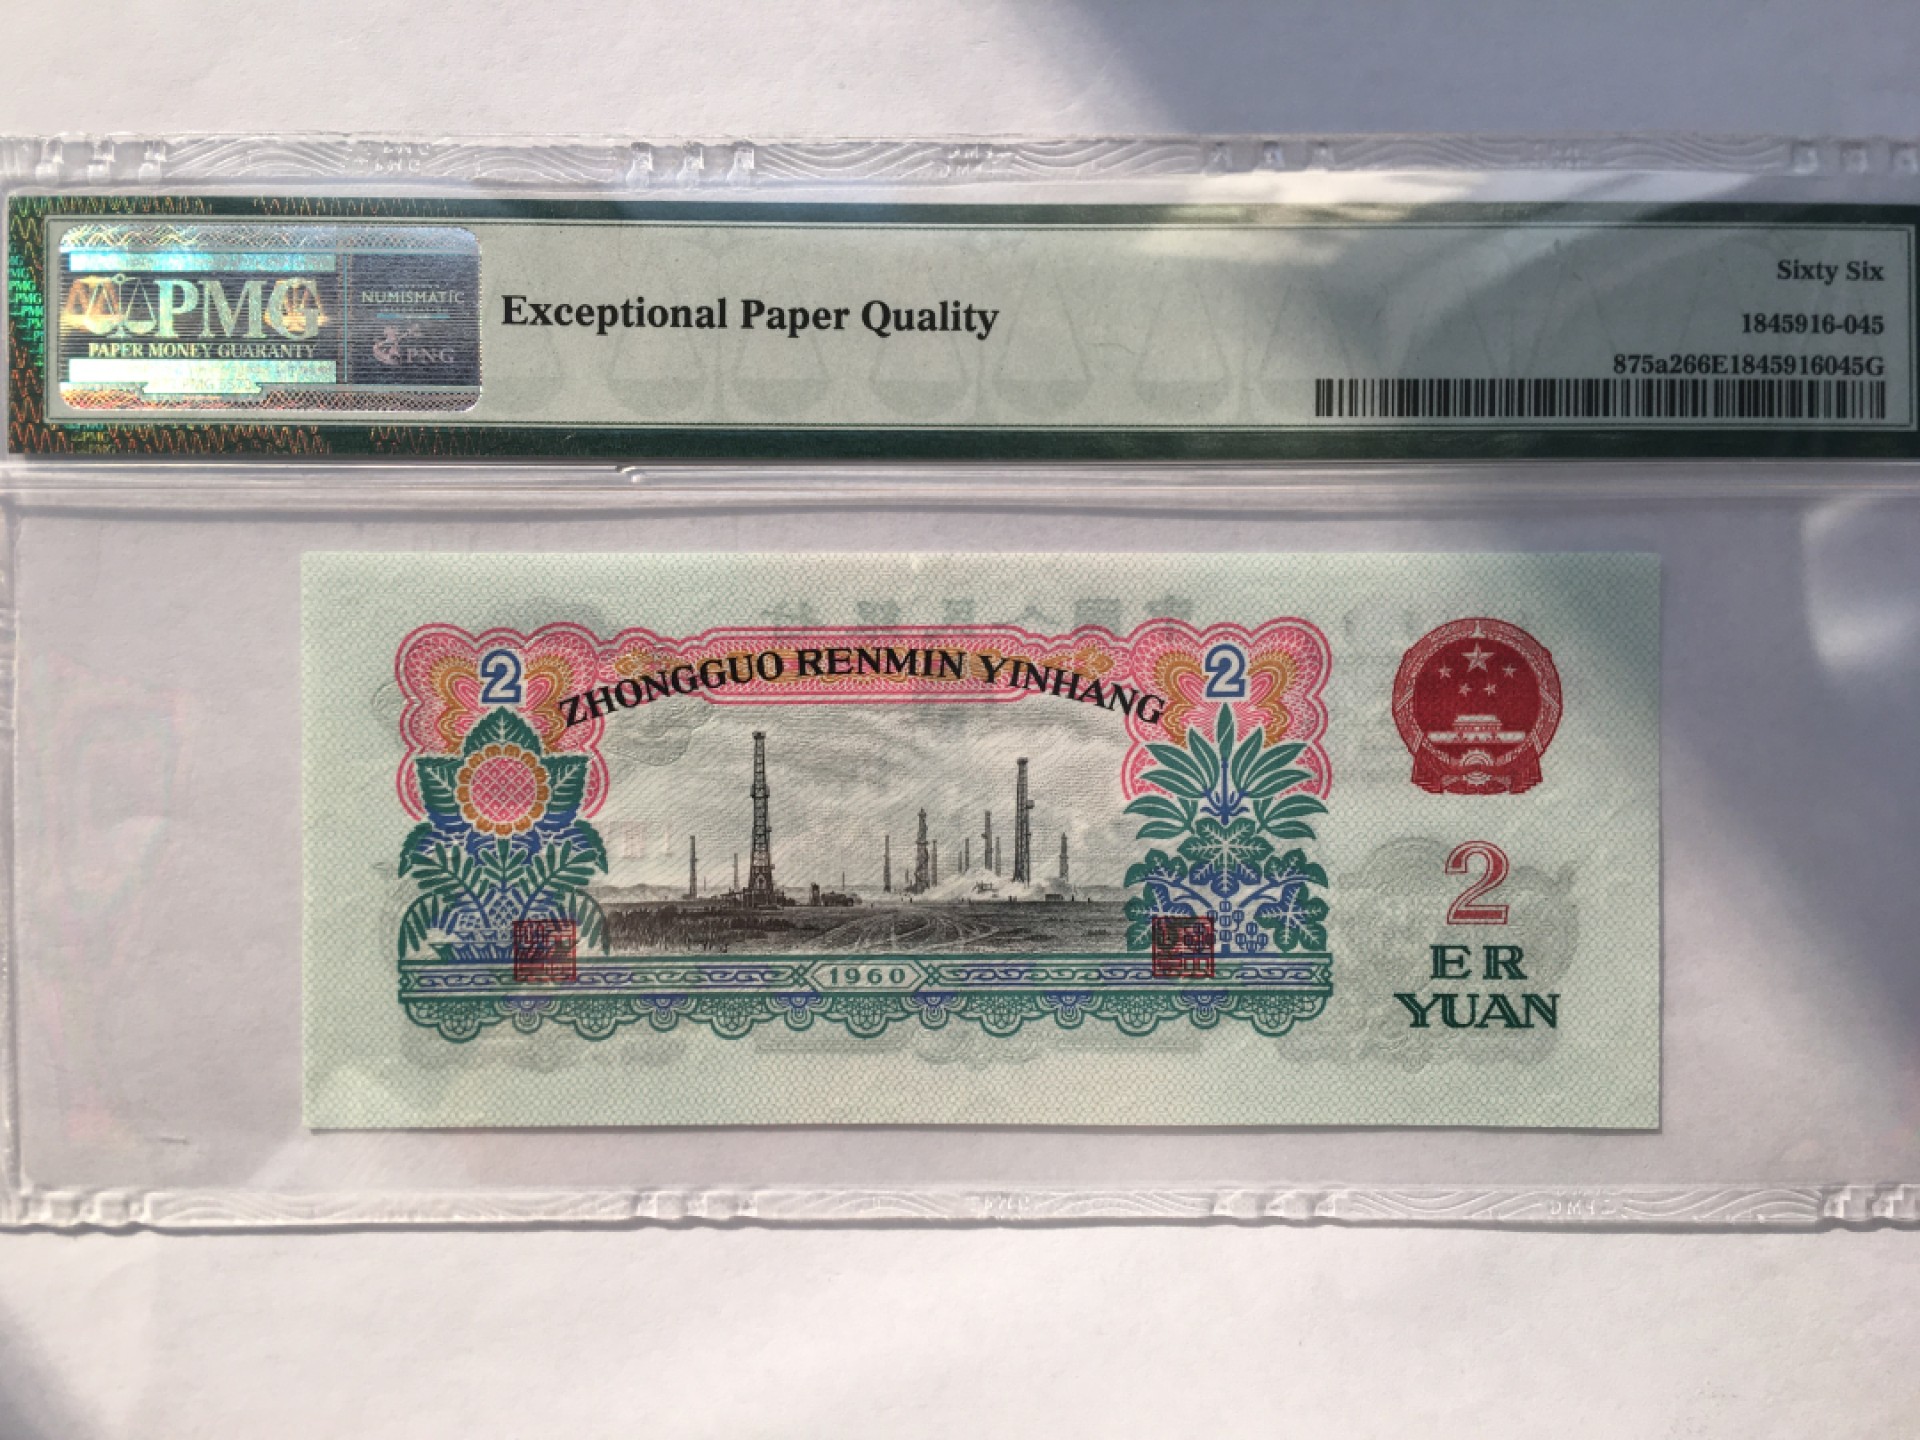 PMG
PAPER MONEY GUARANTY
NUMISMATIC
PNG
Exceptional Paper Quality
Sixty Six
1845916-045
875a266E1845916045G
2
2
ZHONGGUO RENMIN YINHANG
1960
2
ER
YUAN